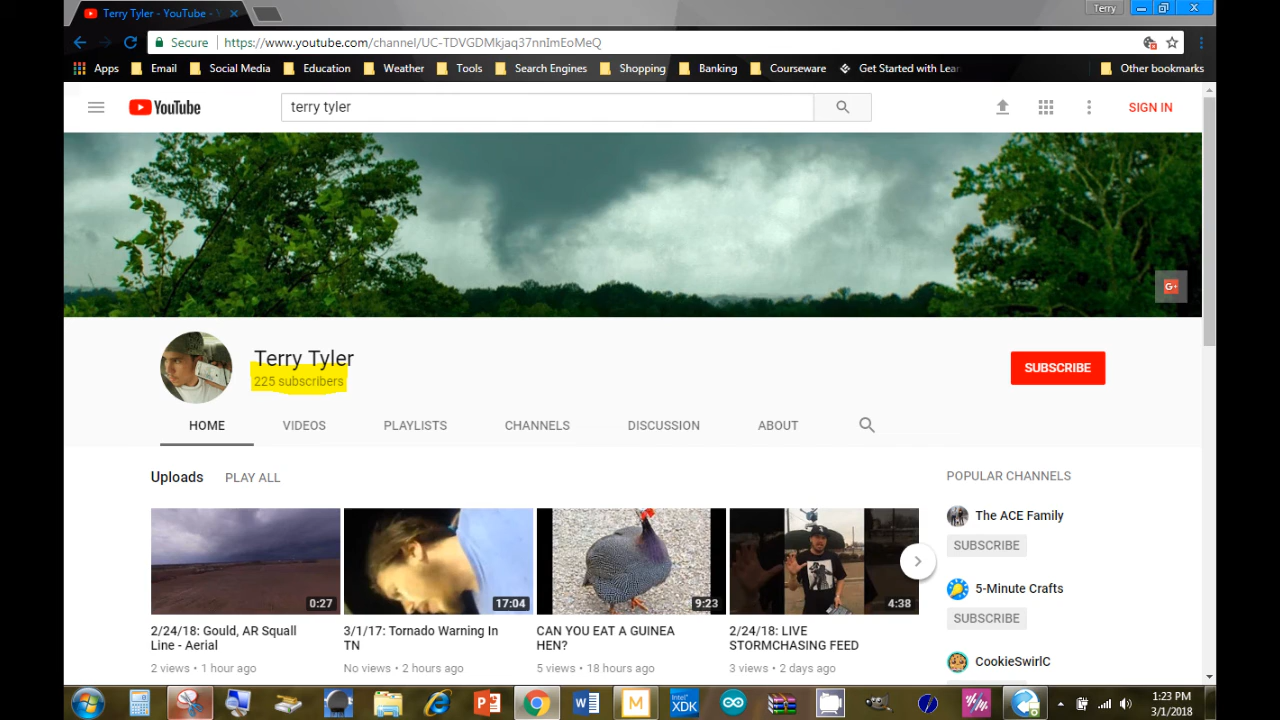 Terry Tyler - YouTube -
Terry
Secure https://www.youtube.com/channel/UC-TDVGDMkjaq37nnImEoMeQ
Apps Email Social Media Education Weather Tools Search Engines Shopping Banking Courseware Get Started with Lear Other bookmarks
YouTube terry tyler SIGN IN
G+
Terry Tyler
225 subscribers
SUBSCRIBE
HOME VIDEOS PLAYLISTS CHANNELS DISCUSSION ABOUT
Uploads PLAY ALL
0:27 17:04 9:23 4:38
2/24/18: Gould, AR Squall
Line - Aerial
2 views • 1 hour ago
3/1/17: Tornado Warning In
TN
No views • 2 hours ago
CAN YOU EAT A GUINEA
HEN?
5 views • 18 hours ago
2/24/18: LIVE
STORMCHASING FEED
3 views • 2 days ago
POPULAR CHANNELS
The ACE Family
SUBSCRIBE
5-Minute Crafts
SUBSCRIBE
CookieSwirlC
intel
XDK
1:23 PM
3/1/2018